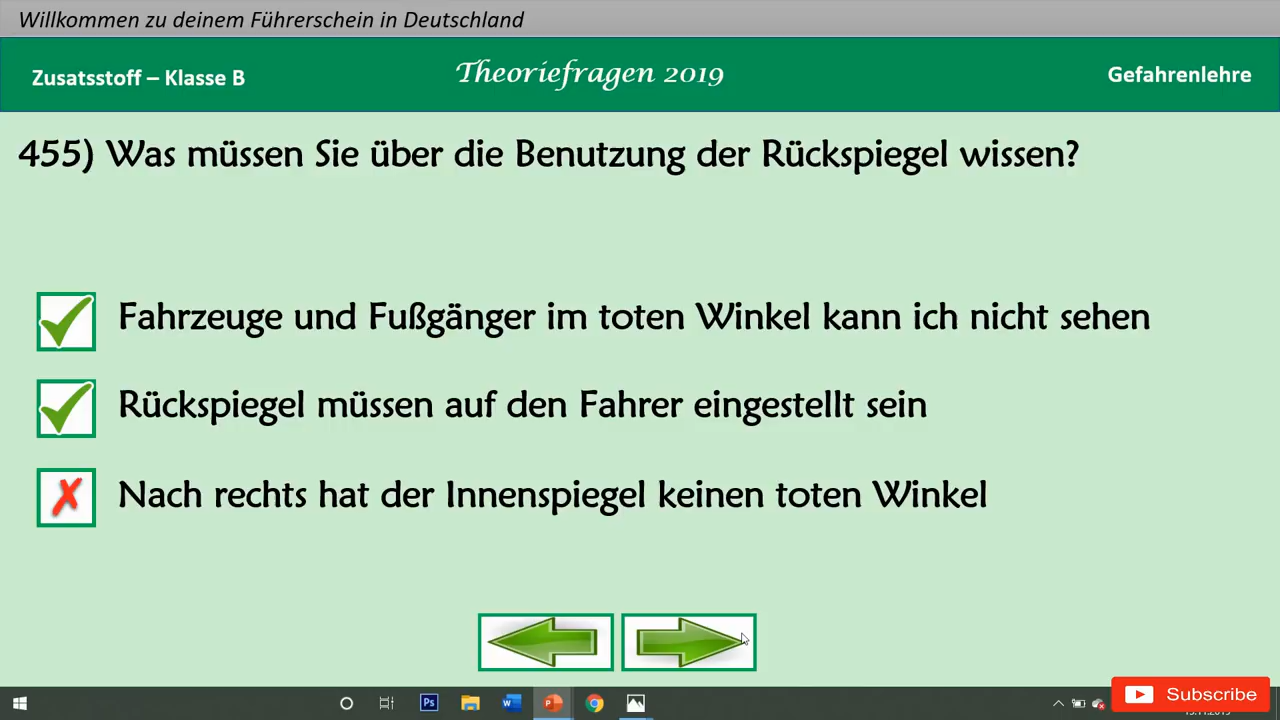 Willkommen zu deinem Führerschein in Deutschland
Zusatsstoff – Klasse B
Theoriefragen 2019
Gefahrenlehre
455) Was müssen Sie über die Benutzung der Rückspiegel wissen?
Fahrzeuge und Fußgänger im toten Winkel kann ich nicht sehen
Rückspiegel müssen auf den Fahrer eingestellt sein
Nach rechts hat der Innenspiegel keinen toten Winkel
Subscribe